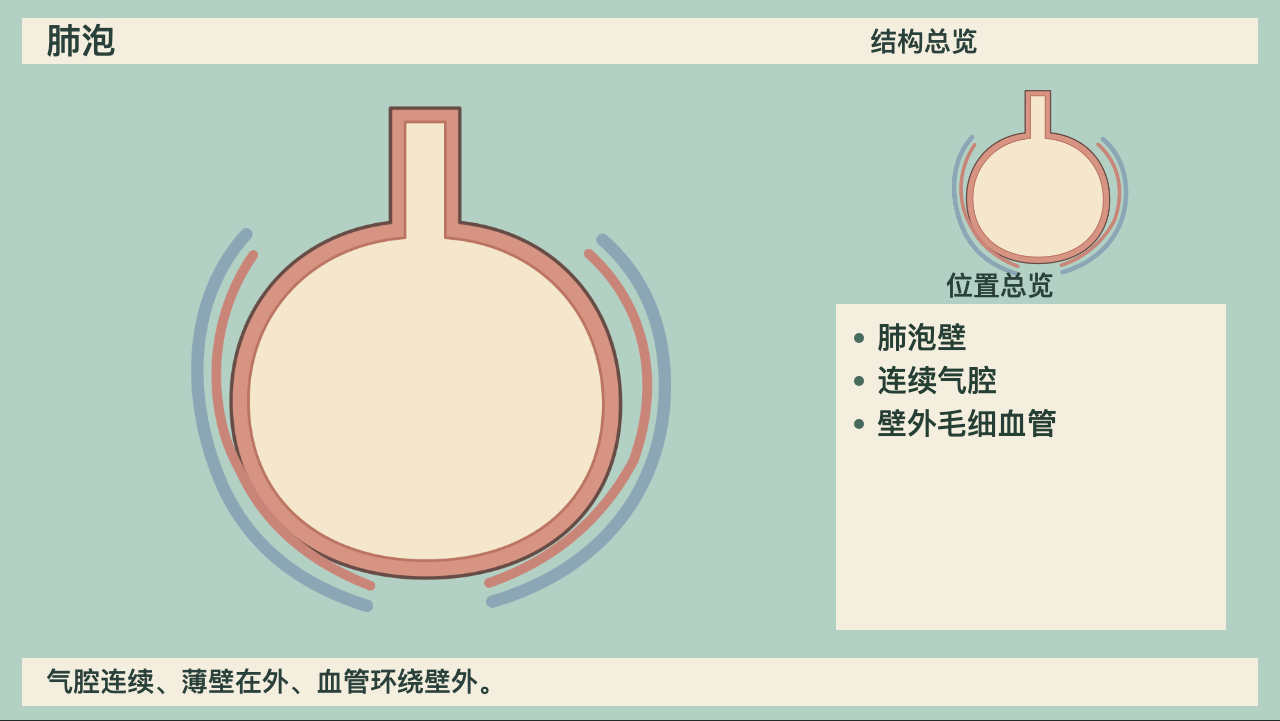 肺泡
结构总览
位置总览
• 肺泡壁
• 连续气腔
• 壁外毛细血管
气腔连续、薄壁在外、血管环绕壁外。